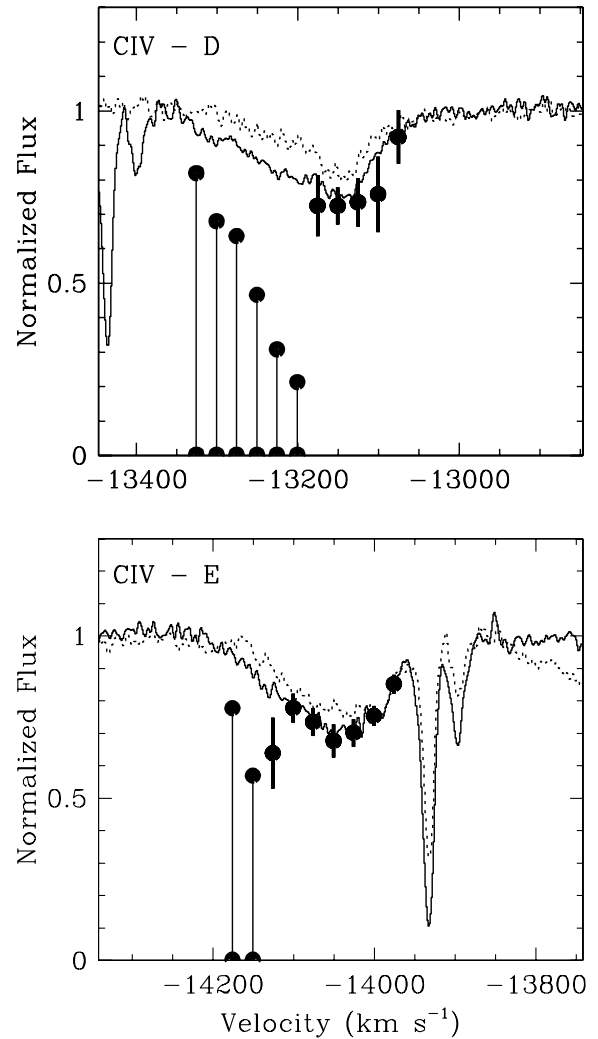 CIV − D
1
0.5
0
Normalized Flux
−13400 −13200 −13000
CIV − E
1
0.5
0
Normalized Flux
−14200 −14000 −13800
Velocity (km s⁻¹)